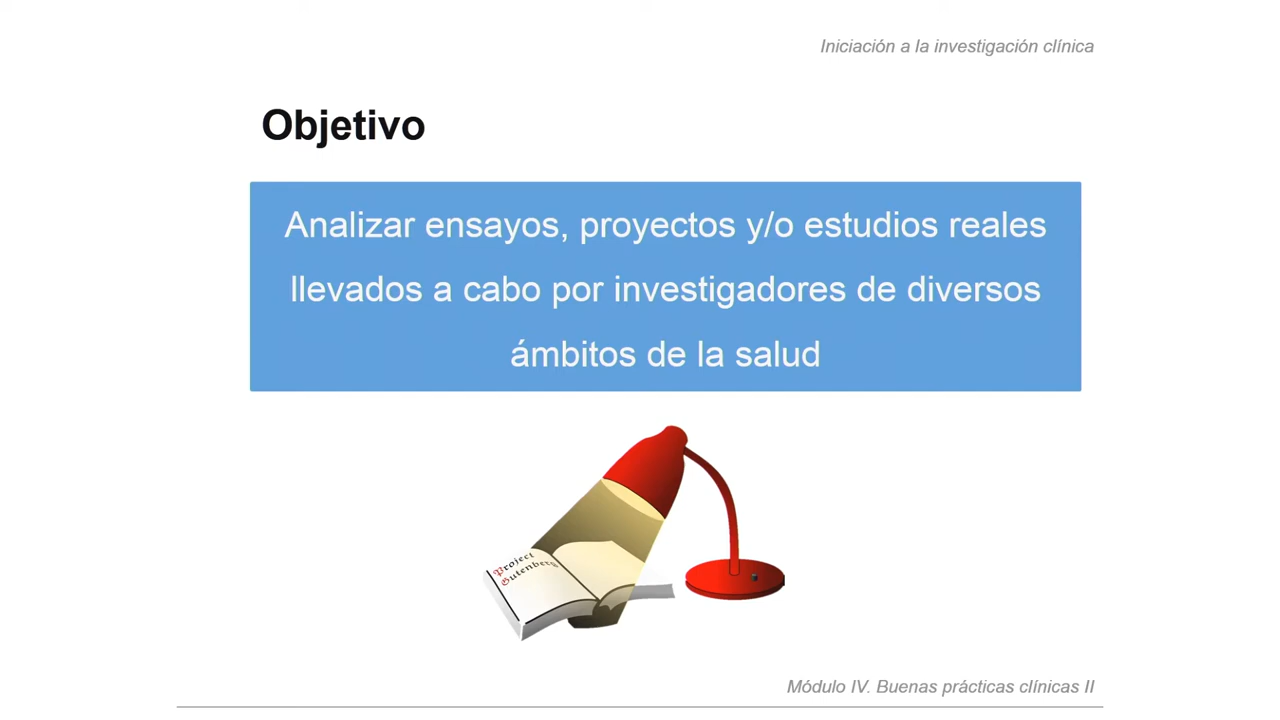 Iniciación a la investigación clínica
Objetivo
Analizar ensayos, proyectos y/o estudios reales
llevados a cabo por investigadores de diversos
ámbitos de la salud
Project
Gutenberg
Módulo IV. Buenas prácticas clínicas II